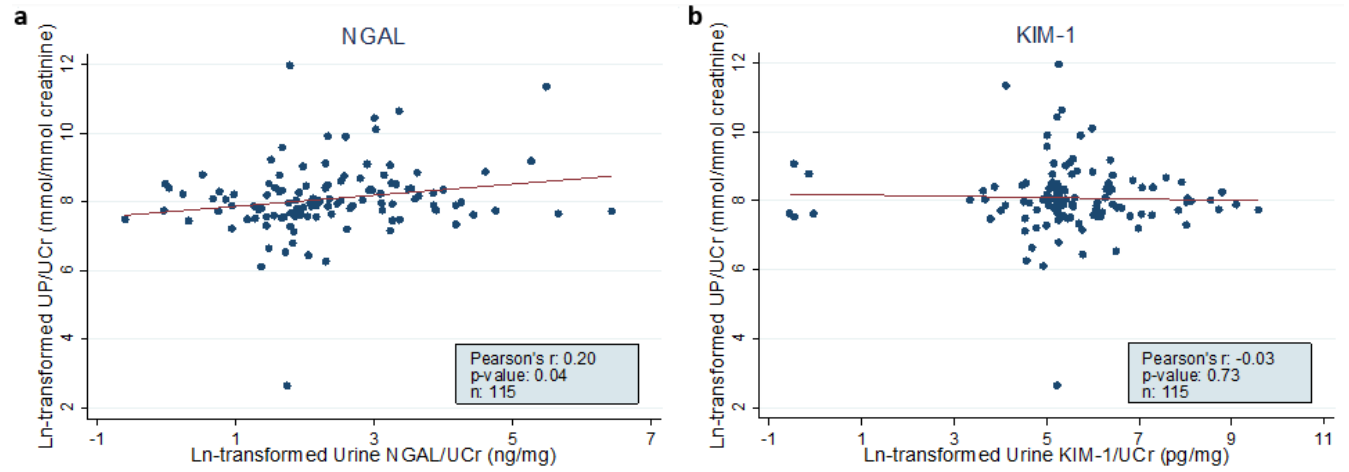 a
NGAL
Ln-transformed UP/UCr (mmol/mmol creatinine)
12
10
8
6
4
2
Pearson's r: 0.20
p-value: 0.04
n: 115
-1 1 3 5 7
Ln-transformed Urine NGAL/UCr (ng/mg)
b
KIM-1
Ln-transformed UP/UCr (mmol/mmol creatinine)
12
10
8
6
4
2
Pearson's r: -0.03
p-value: 0.73
n: 115
-1 1 3 5 7 9 11
Ln-transformed Urine KIM-1/UCr (pg/mg)